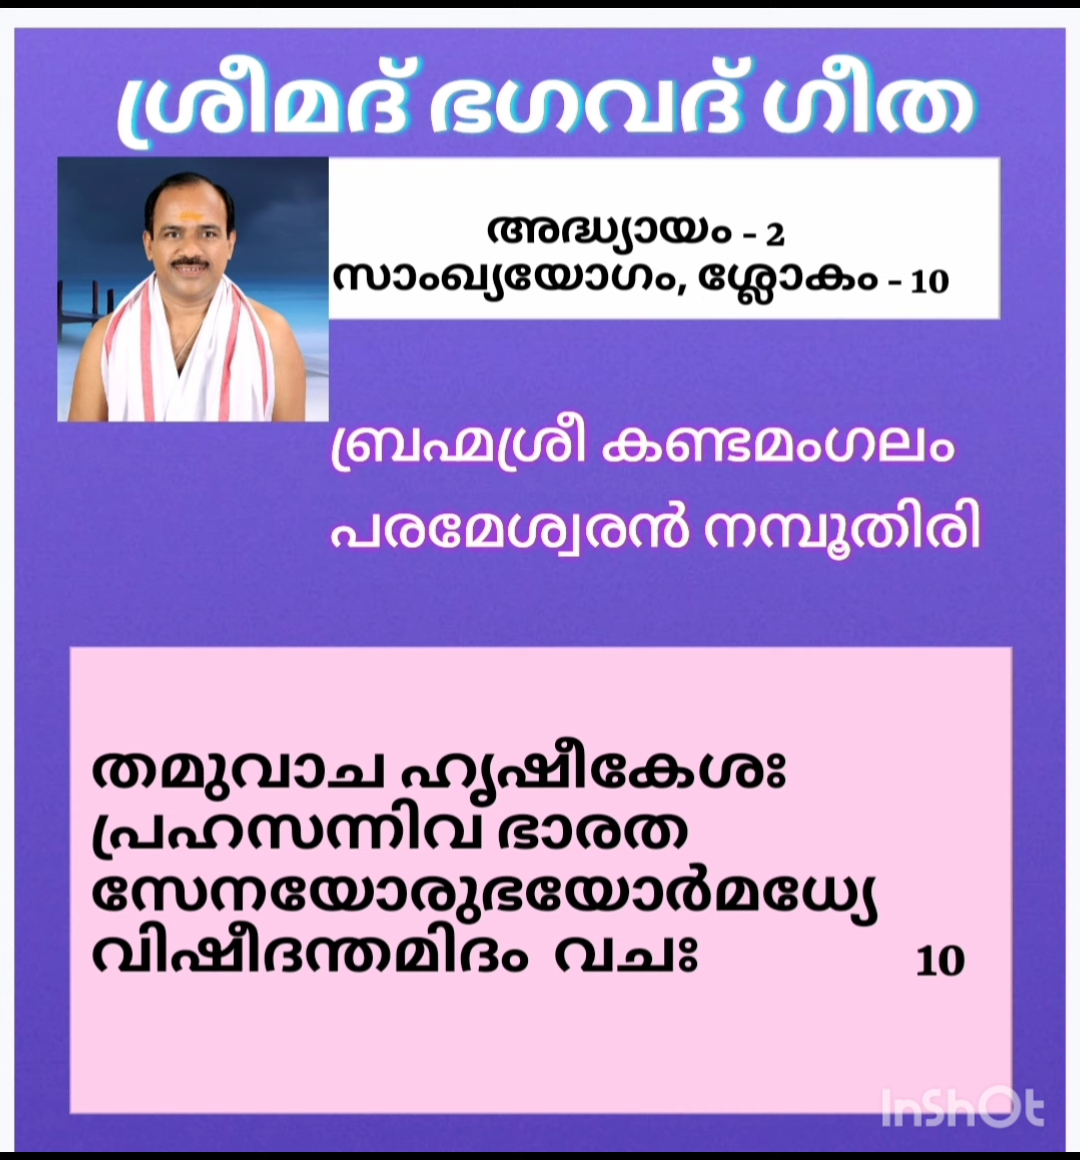 ശ്രീമദ് ഭഗവദ് ഗീത
അദ്ധ്യായം - 2
സാംഖ്യയോഗം, ശ്ലോകം - 10
ബ്രഹ്മശ്രീ കണ്ടമംഗലം
പരമേശ്വരൻ നമ്പൂതിരി
തമുവാച ഹൃഷീകേശഃ
പ്രഹസന്നിവ ഭാരത
സേനയോരുഭയോർമധ്യേ
വിഷീദന്തമിദം വചഃ 10
InShOt